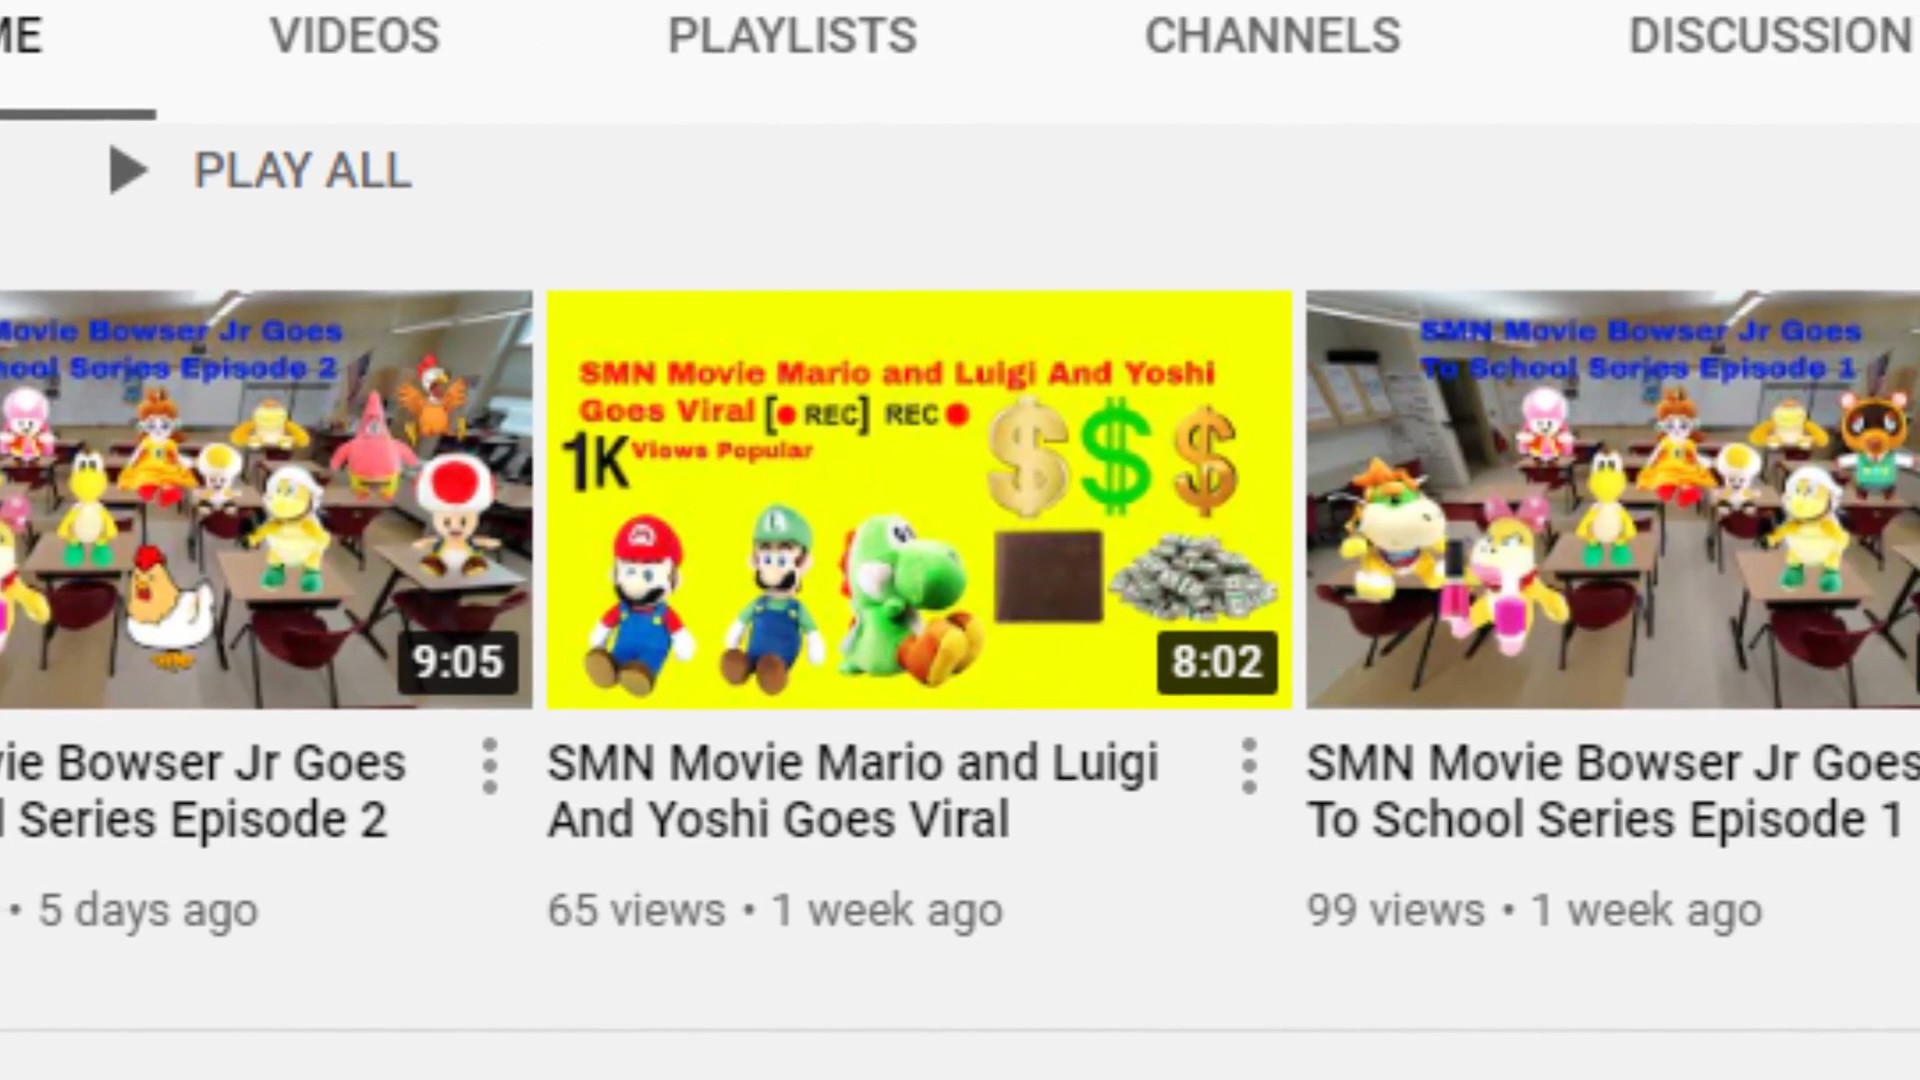 ME VIDEOS PLAYLISTS CHANNELS DISCUSSION
PLAY ALL
Movie Bowser Jr Goes
hool Series Episode 2
9:05
SMN Movie Mario and Luigi And Yoshi
Goes Viral [● REC] REC ●
1K Views Popular
$ $ $
8:02
SMN Movie Bowser Jr Goes
To School Series Episode 1
vie Bowser Jr Goes
l Series Episode 2
• 5 days ago
SMN Movie Mario and Luigi
And Yoshi Goes Viral
65 views • 1 week ago
SMN Movie Bowser Jr Goes
To School Series Episode 1
99 views • 1 week ago